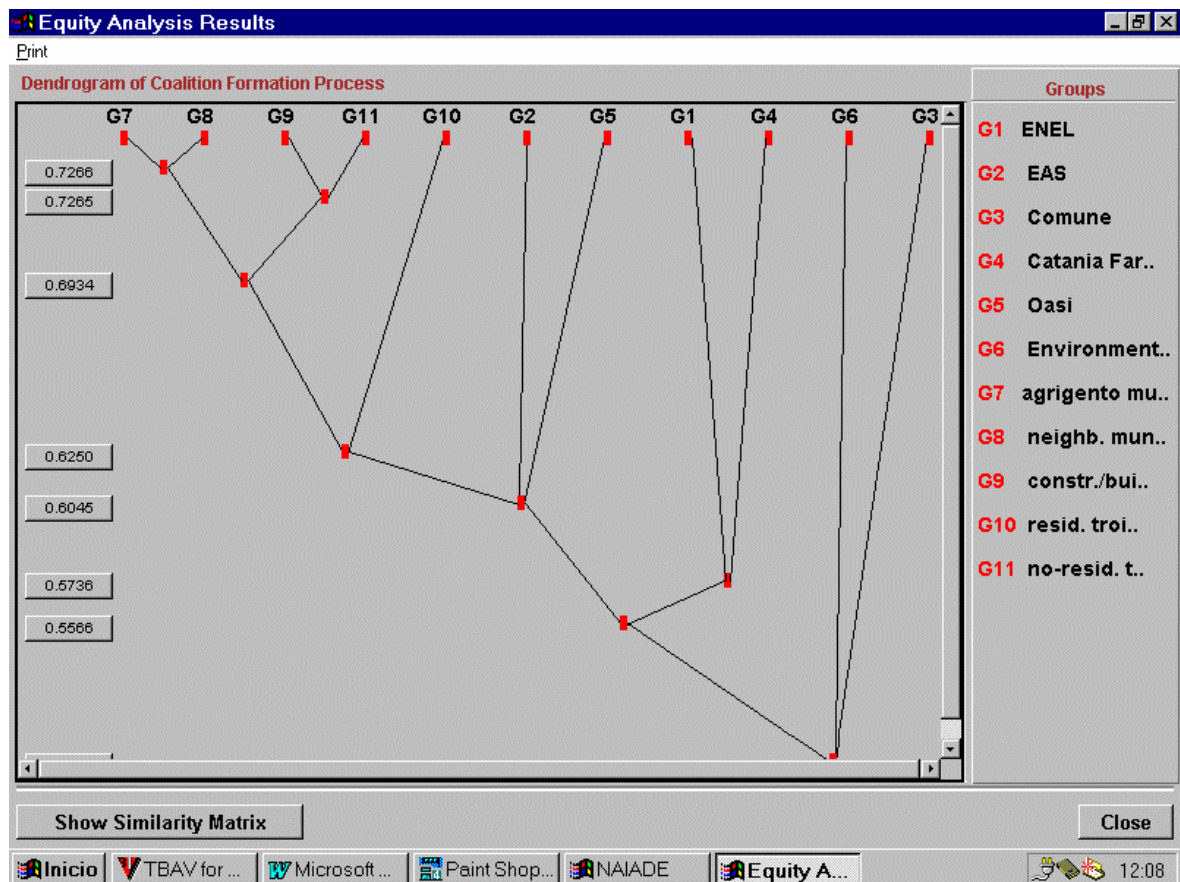 Equity Analysis Results
Print
Dendrogram of Coalition Formation Process
G7 G8 G9 G11 G10 G2 G5 G1 G4 G6 G3
0.7266
0.7265
0.6934
0.6250
0.6045
0.5736
0.5566
Groups
G1 ENEL
G2 EAS
G3 Comune
G4 Catania Far..
G5 Oasi
G6 Environment..
G7 agrigento mu..
G8 neighb. mun..
G9 constr./bui..
G10 resid. troi..
G11 no-resid. t..
Show Similarity Matrix
Close
Inicio
TBAV for ...
Microsoft ...
Paint Shop...
NAIADE
Equity A...
12:08